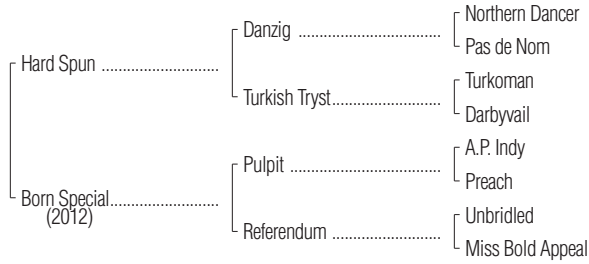 Northern Dancer
Danzig ................................
Pas de Nom
Hard Spun ...........................
Turkoman
Turkish Tryst.........................
Darbyvail
A.P. Indy
Pulpit ..................................
Preach
Born Special.........................
(2012)
Unbridled
Referendum .........................
Miss Bold Appeal